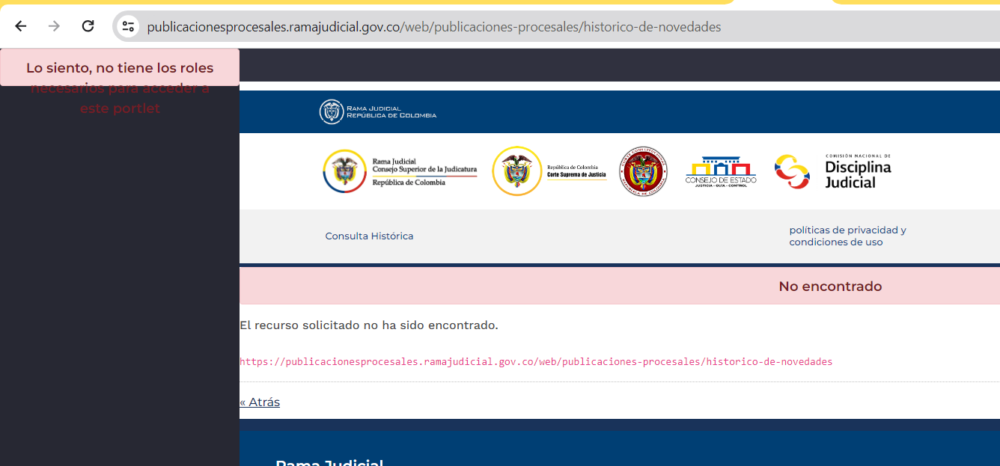 publicacionesprocesales.ramajudicial.gov.co/web/publicaciones-procesales/historico-de-novedades
Lo siento, no tiene los roles
necesarios para acceder a
este portlet
RAMA JUDICIAL
REPÚBLICA DE COLOMBIA
Rama Judicial
Consejo Superior de la Judicatura
República de Colombia
República de Colombia
Corte Suprema de Justicia
CONSEJO DE ESTADO
JUSTICIA - GUÍA - CONTROL
COMISIÓN NACIONAL DE
Disciplina
Judicial
Consulta Histórica
políticas de privacidad y
condiciones de uso
No encontrado
El recurso solicitado no ha sido encontrado.
https://publicacionesprocesales.ramajudicial.gov.co/web/publicaciones-procesales/historico-de-novedades
« Atrás
Rama Judicial